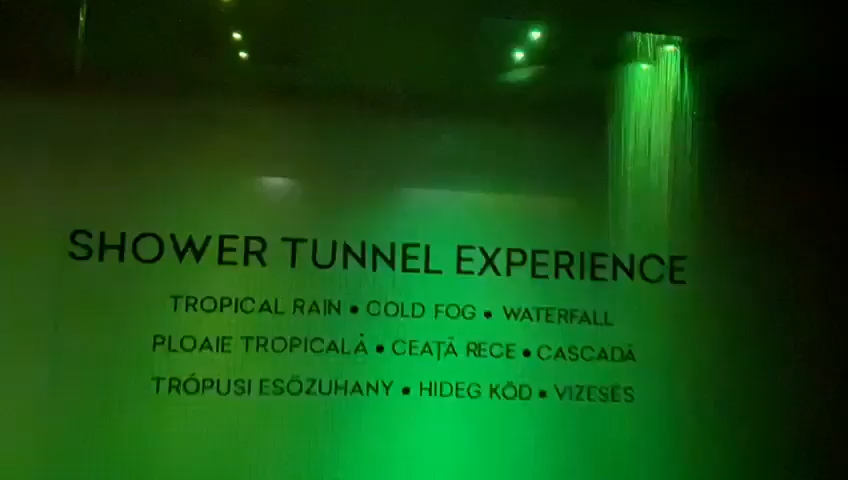 SHOWER TUNNEL EXPERIENCE
TROPICAL RAIN • COLD FOG • WATERFALL
PLOAIE TROPICALĂ • CEAȚĂ RECE • CASCADĂ
TRÓPUSI ESŐZUHANY • HIDEG KÖD • VIZESÉS